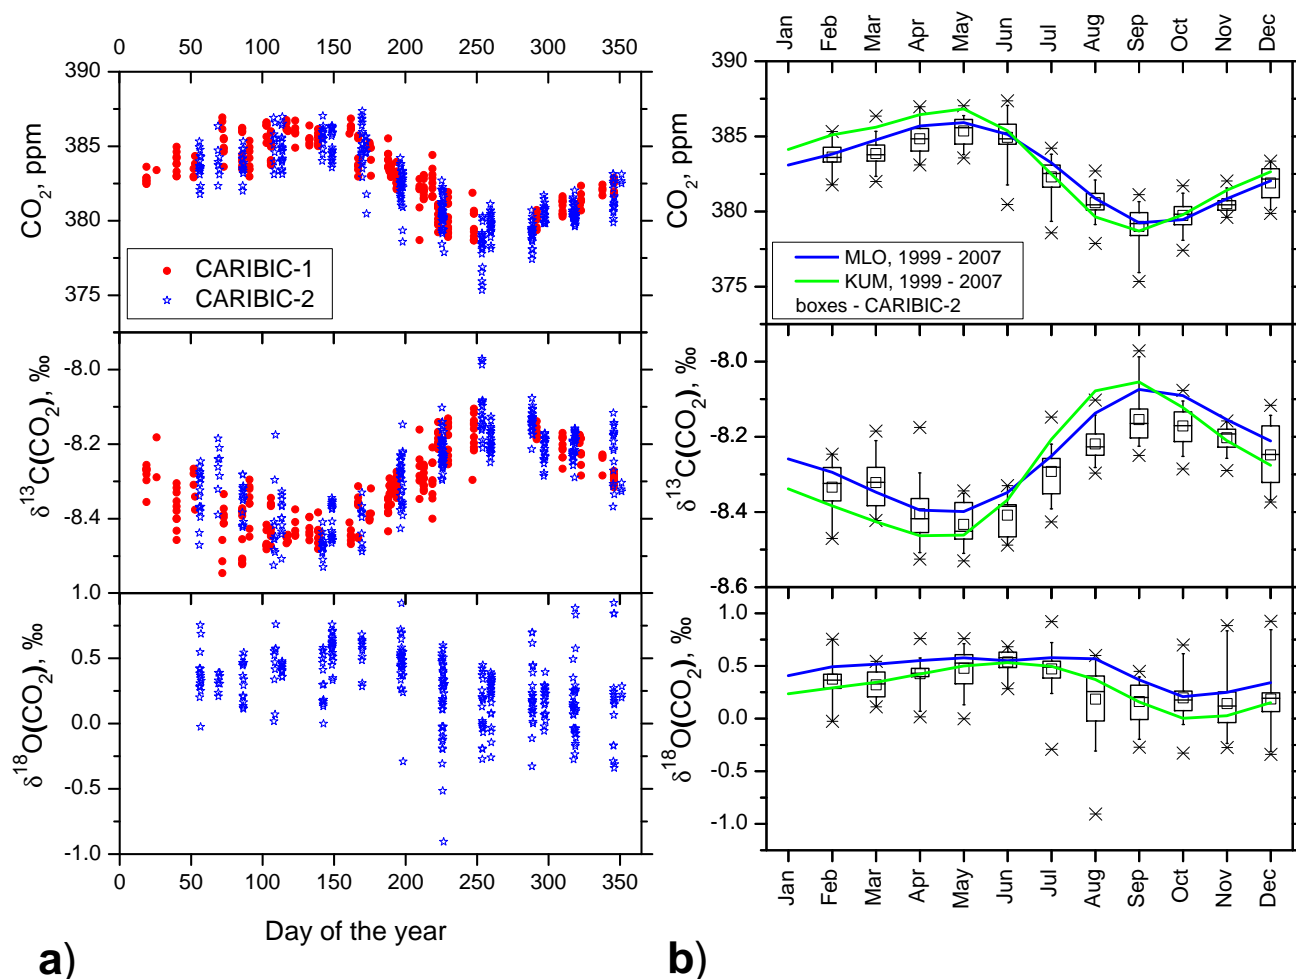 0 50 100 150 200 250 300 350
390
385
380
375
CO2, ppm
CARIBIC-1
CARIBIC-2
-8.0
-8.2
-8.4
δ13C(CO2), ‰
1.0
0.5
0.0
-0.5
-1.0
δ18O(CO2), ‰
0 50 100 150 200 250 300 350
Day of the year
a)
Jan Feb Mar Apr May Jun Jul Aug Sep Oct Nov Dec
390
385
380
375
CO2, ppm
MLO, 1999 - 2007
KUM, 1999 - 2007
boxes - CARIBIC-2
-8.0
-8.2
-8.4
-8.6
δ13C(CO2), ‰
1.0
0.5
0.0
-0.5
-1.0
δ18O(CO2), ‰
Jan Feb Mar Apr May Jun Jul Aug Sep Oct Nov Dec
b)